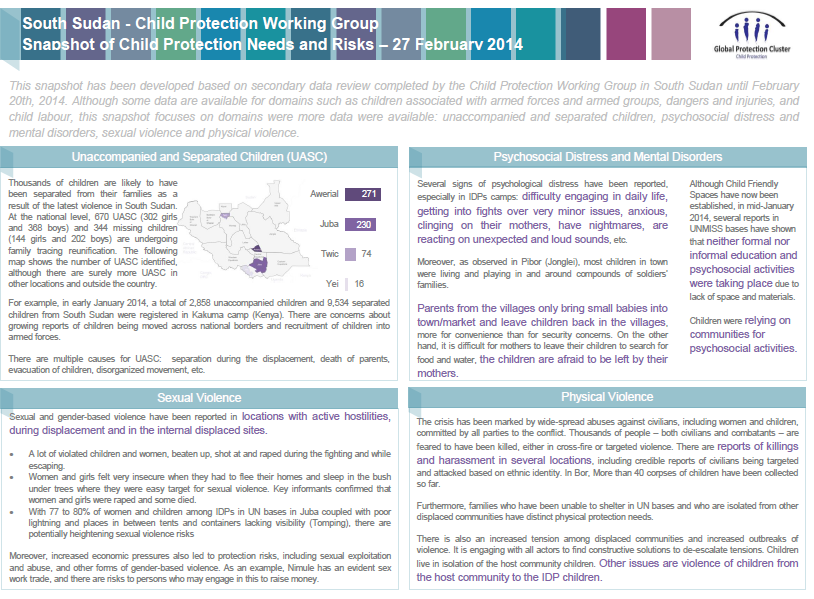 South Sudan - Child Protection Working Group
Snapshot of Child Protection Needs and Risks – 27 February 2014
Global Protection Cluster
Child Protection
This snapshot has been developed based on secondary data review completed by the Child Protection Working Group in South Sudan until February
20th, 2014. Although some data are available for domains such as children associated with armed forces and armed groups, dangers and injuries, and
child labour, this snapshot focuses on domains were more data were available: unaccompanied and separated children, psychosocial distress and
mental disorders, sexual violence and physical violence.
Unaccompanied and Separated Children (UASC)
Thousands of children are likely to have
been separated from their families as a
result of the latest violence in South Sudan.
At the national level, 670 UASC (302 girls
and 368 boys) and 344 missing children
(144 girls and 202 boys) are undergoing
family tracing reunification. The following
map shows the number of UASC identified,
although there are surely more UASC in
other locations and outside the country.
Awerial 271
Juba 230
Twic 74
Yei 16
For example, in early January 2014, a total of 2,858 unaccompanied children and 9,534 separated
children from South Sudan were registered in Kakuma camp (Kenya). There are concerns about
growing reports of children being moved across national borders and recruitment of children into
armed forces.
There are multiple causes for UASC: separation during the displacement, death of parents,
evacuation of children, disorganized movement, etc.
Psychosocial Distress and Mental Disorders
Several signs of psychological distress have been reported,
especially in IDPs camps: difficulty engaging in daily life,
getting into fights over very minor issues, anxious,
clinging on their mothers, have nightmares, are
reacting on unexpected and loud sounds, etc.
Moreover, as observed in Pibor (Jonglei), most children in town
were living and playing in and around compounds of soldiers'
families.
Parents from the villages only bring small babies into
town/market and leave children back in the villages,
more for convenience than for security concerns. On the other
hand, it is difficult for mothers to leave their children to search for
food and water, the children are afraid to be left by their
mothers.
Although Child Friendly
Spaces have now been
established, in mid-January
2014, several reports in
UNMISS bases have shown
that neither formal nor
informal education and
psychosocial activities
were taking place due to
lack of space and materials.
Children were relying on
communities for
psychosocial activities.
Sexual Violence
Sexual and gender-based violence have been reported in locations with active hostilities,
during displacement and in the internal displaced sites.
• A lot of violated children and women, beaten up, shot at and raped during the fighting and while
escaping.
• Women and girls felt very insecure when they had to flee their homes and sleep in the bush
under trees where they were easy target for sexual violence. Key informants confirmed that
women and girls were raped and some died.
• With 77 to 80% of women and children among IDPs in UN bases in Juba coupled with poor
lightning and places in between tents and containers lacking visibility (Tomping), there are
potentially heightening sexual violence risks
Moreover, increased economic pressures also led to protection risks, including sexual exploitation
and abuse, and other forms of gender-based violence. As an example, Nimule has an evident sex
work trade, and there are risks to persons who may engage in this to raise money.
Physical Violence
The crisis has been marked by wide-spread abuses against civilians, including women and children,
committed by all parties to the conflict. Thousands of people – both civilians and combatants – are
feared to have been killed, either in cross-fire or targeted violence. There are reports of killings
and harassment in several locations, including credible reports of civilians being targeted
and attacked based on ethnic identity. In Bor, More than 40 corpses of children have been collected
so far.
Furthermore, families who have been unable to shelter in UN bases and who are isolated from other
displaced communities have distinct physical protection needs.
There is also an increased tension among displaced communities and increased outbreaks of
violence. It is engaging with all actors to find constructive solutions to de-escalate tensions. Children
live in isolation of the host community children. Other issues are violence of children from
the host community to the IDP children.